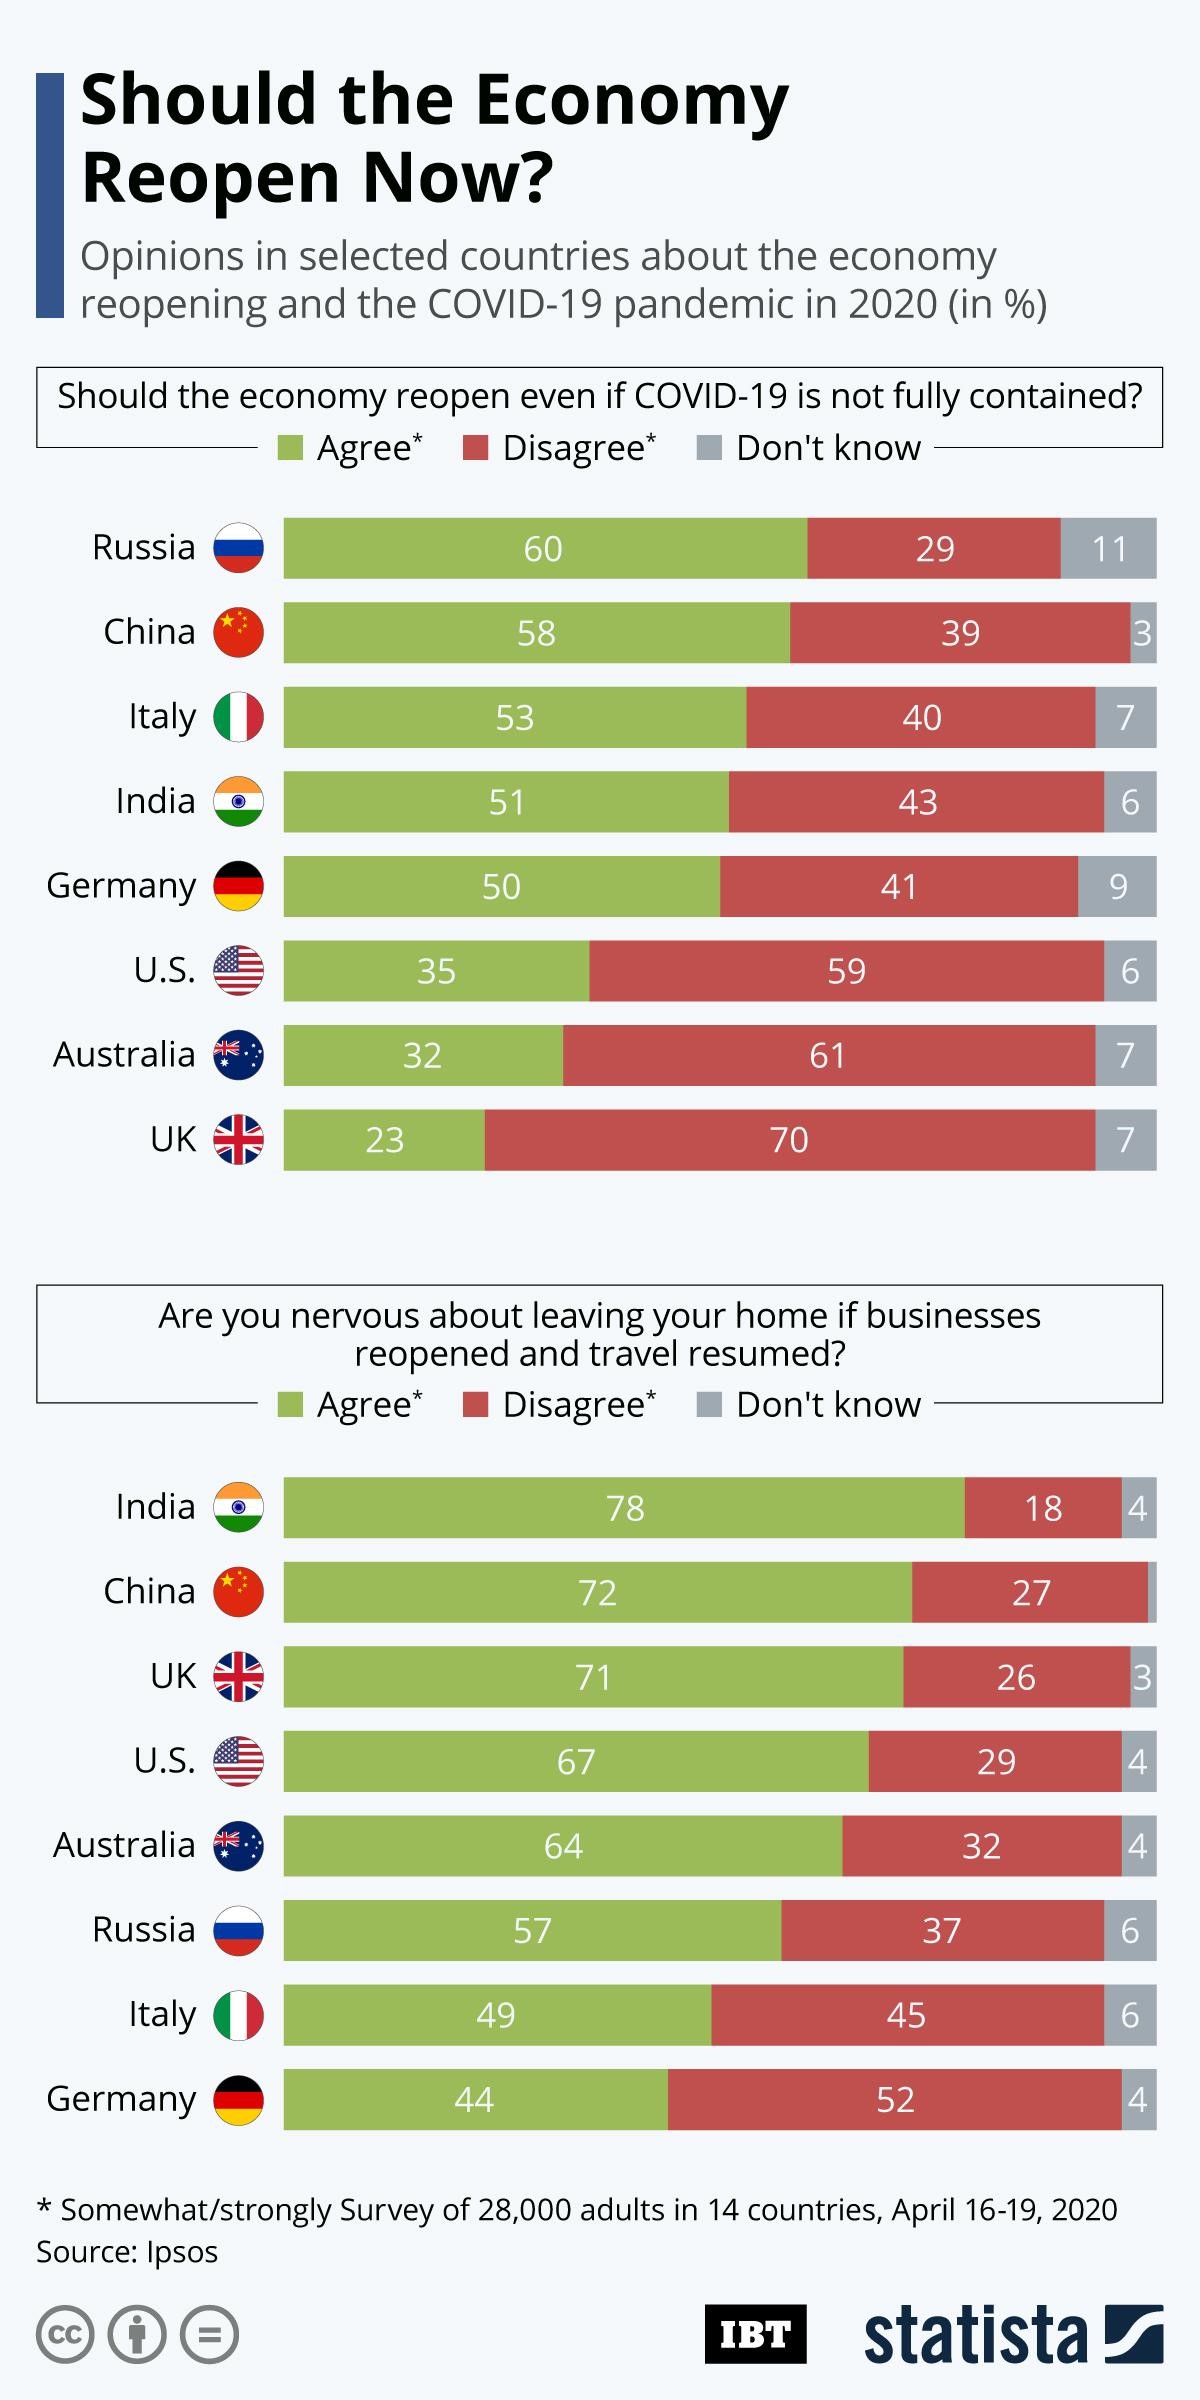 Should the Economy
Reopen Now?
Opinions in selected countries about the economy
reopening and the COVID-19 pandemic in 2020 (in %)
Should the economy reopen even if COVID-19 is not fully contained?
Agree* Disagree* Don't know
Russia 60 29 11
China 58 39 3
Italy 53 40 7
India 51 43 6
Germany 50 41 9
U.S. 35 59 6
Australia 32 61 7
UK 23 70 7
Are you nervous about leaving your home if businesses
reopened and travel resumed?
Agree* Disagree* Don't know
India 78 18 4
China 72 27
UK 71 26 3
U.S. 67 29 4
Australia 64 32 4
Russia 57 37 6
Italy 49 45 6
Germany 44 52 4
* Somewhat/strongly Survey of 28,000 adults in 14 countries, April 16-19, 2020
Source: Ipsos
cc = IBT statista